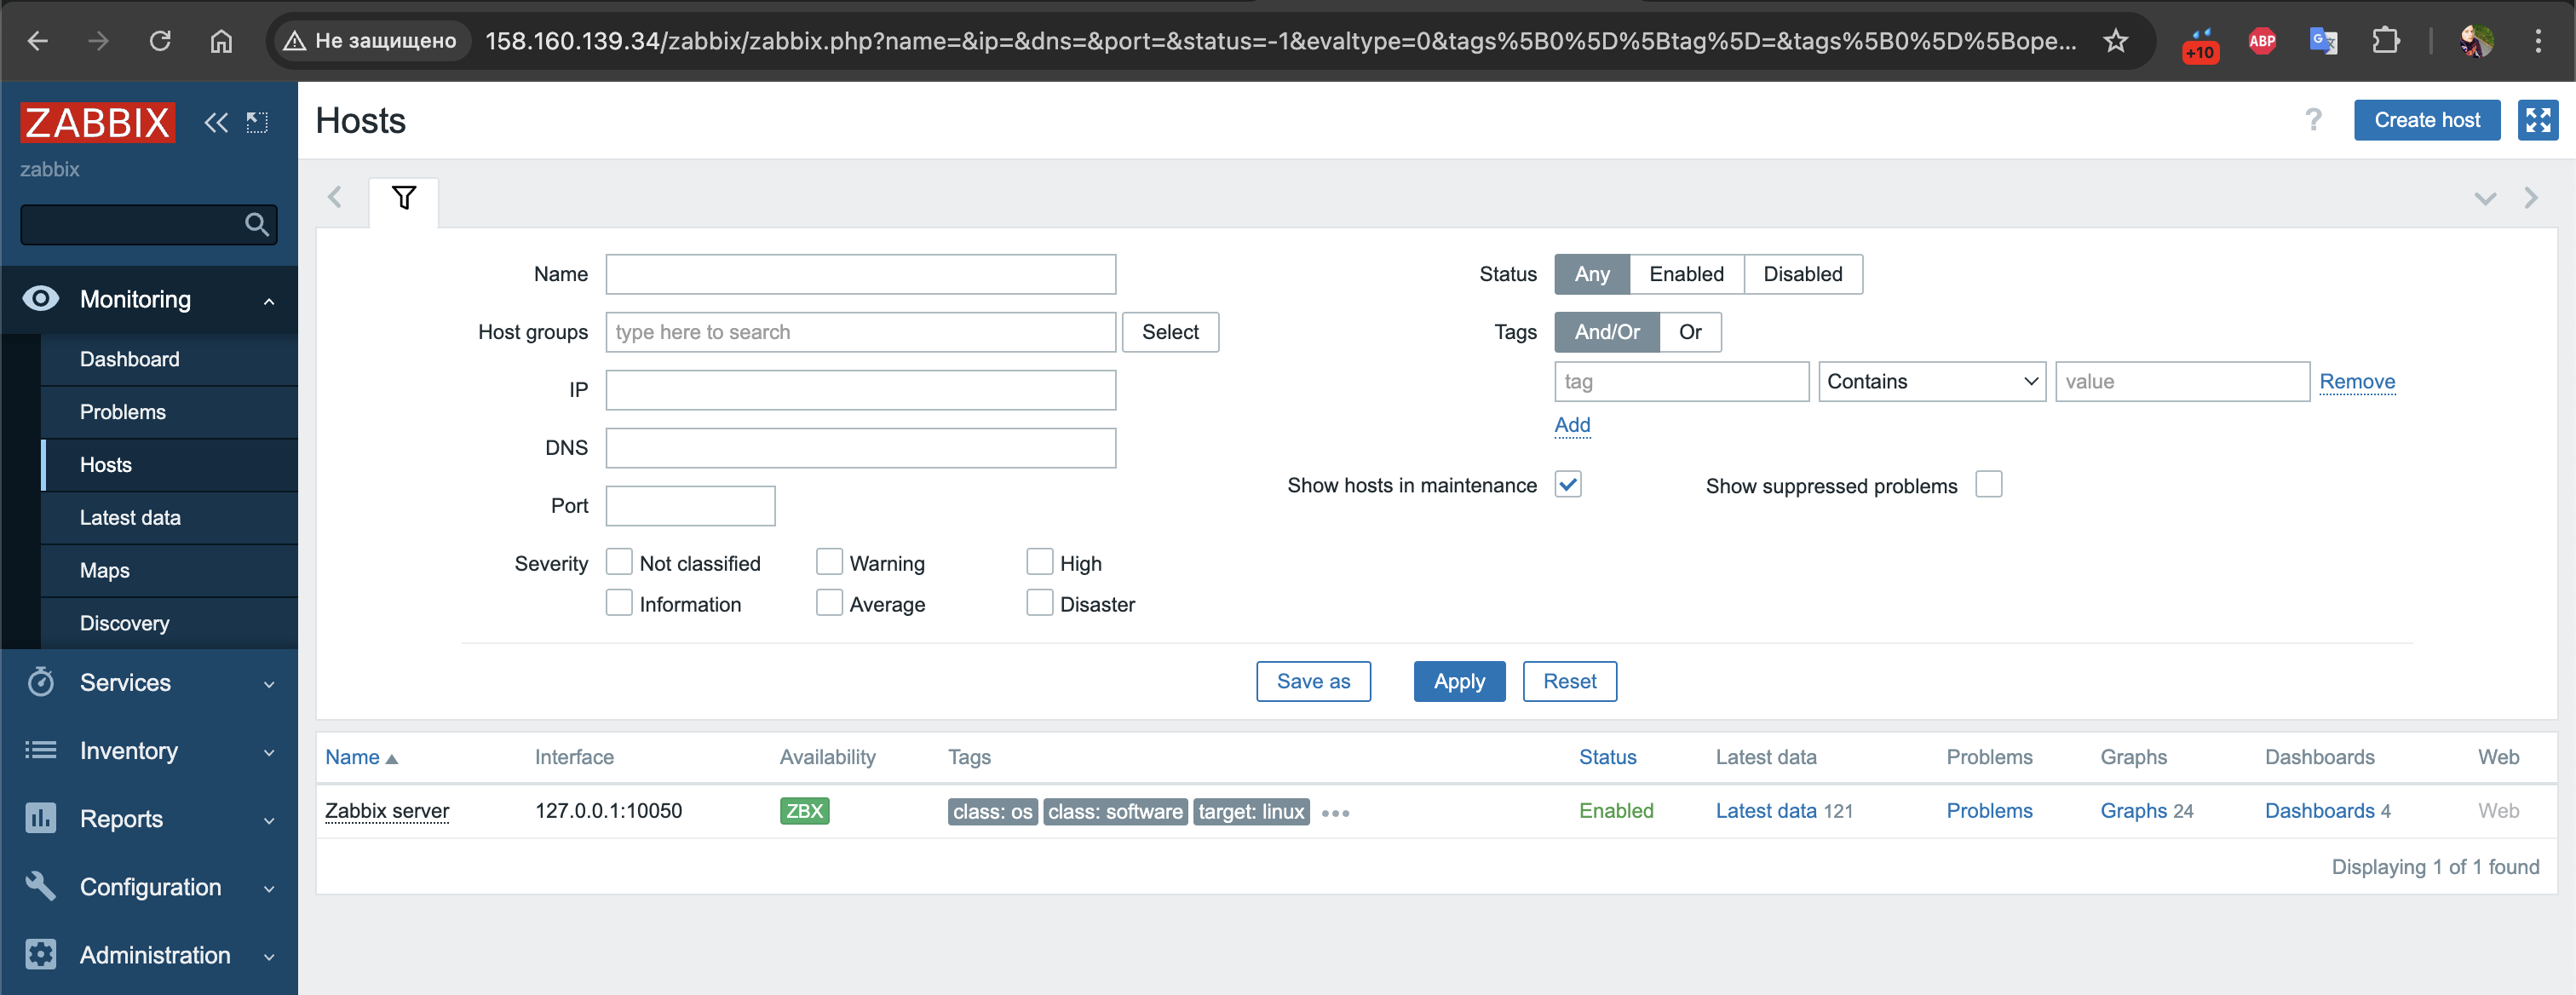 Не защищено 158.160.139.34/zabbix/zabbix.php?name=&ip=&dns=&port=&status=-1&evaltype=0&tags%5B0%5D%5Btag%5D=&tags%5B0%5D%5Bope... +10 ABP
ZABBIX
zabbix
Monitoring
Dashboard
Problems
Hosts
Latest data
Maps
Discovery
Services
Inventory
Reports
Configuration
Administration
Hosts ? Create host
Name
Host groups type here to search Select
IP
DNS
Port
Severity Not classified Warning High
Information Average Disaster
Status Any Enabled Disabled
Tags And/Or Or
tag Contains value Remove
Add
Show hosts in maintenance Show suppressed problems
Save as Apply Reset
Name ▲ Interface Availability Tags Status Latest data Problems Graphs Dashboards Web
Zabbix server 127.0.0.1:10050 ZBX class: os class: software target: linux ••• Enabled Latest data 121 Problems Graphs 24 Dashboards 4 Web
Displaying 1 of 1 found